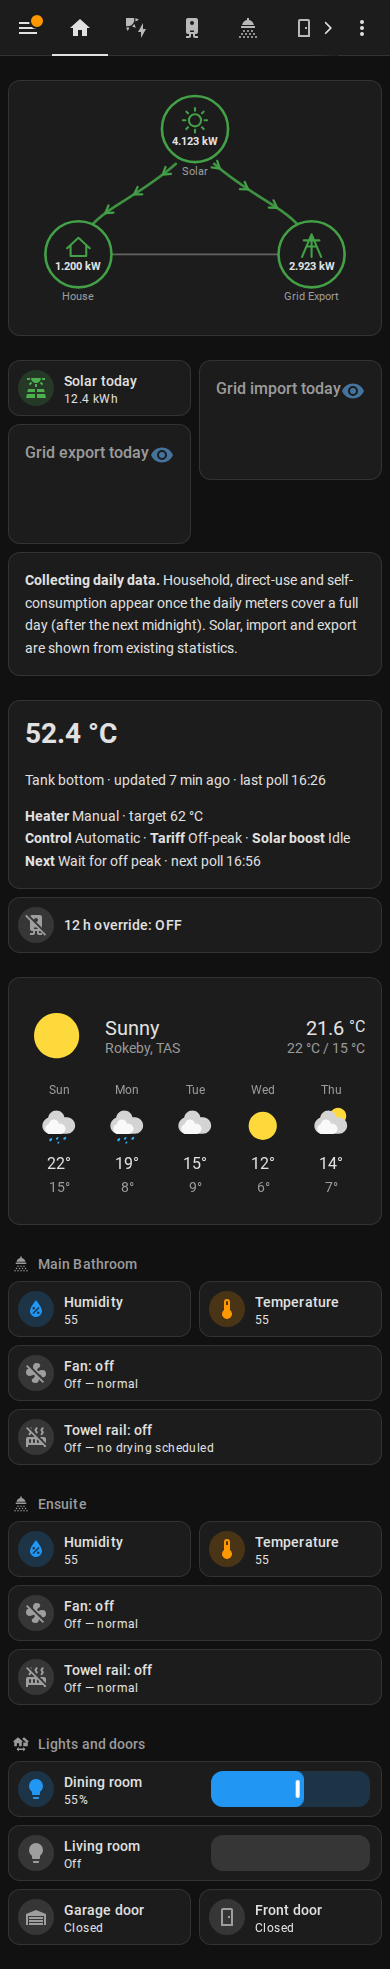 4.123 kW
Solar
1.200 kW
2.923 kW
House
Grid Export
Solar today
12.4 kWh
Grid import today
Grid export today
Collecting daily data. Household, direct-use and self-
consumption appear once the daily meters cover a full
day (after the next midnight). Solar, import and export
are shown from existing statistics.
52.4 °C
Tank bottom · updated 7 min ago · last poll 16:26
Heater Manual · target 62 °C
Control Automatic · Tariff Off-peak · Solar boost Idle
Next Wait for off peak · next poll 16:56
12 h override: OFF
Sunny
21.6 °C
Rokeby, TAS
22 °C / 15 °C
Sun Mon Tue Wed Thu
22° 19° 15° 12° 14°
15° 8° 9° 6° 7°
Main Bathroom
Humidity
55
Temperature
55
Fan: off
Off — normal
Towel rail: off
Off — no drying scheduled
Ensuite
Humidity
55
Temperature
55
Fan: off
Off — normal
Towel rail: off
Off — normal
Lights and doors
Dining room
55%
Living room
Off
Garage door
Closed
Front door
Closed